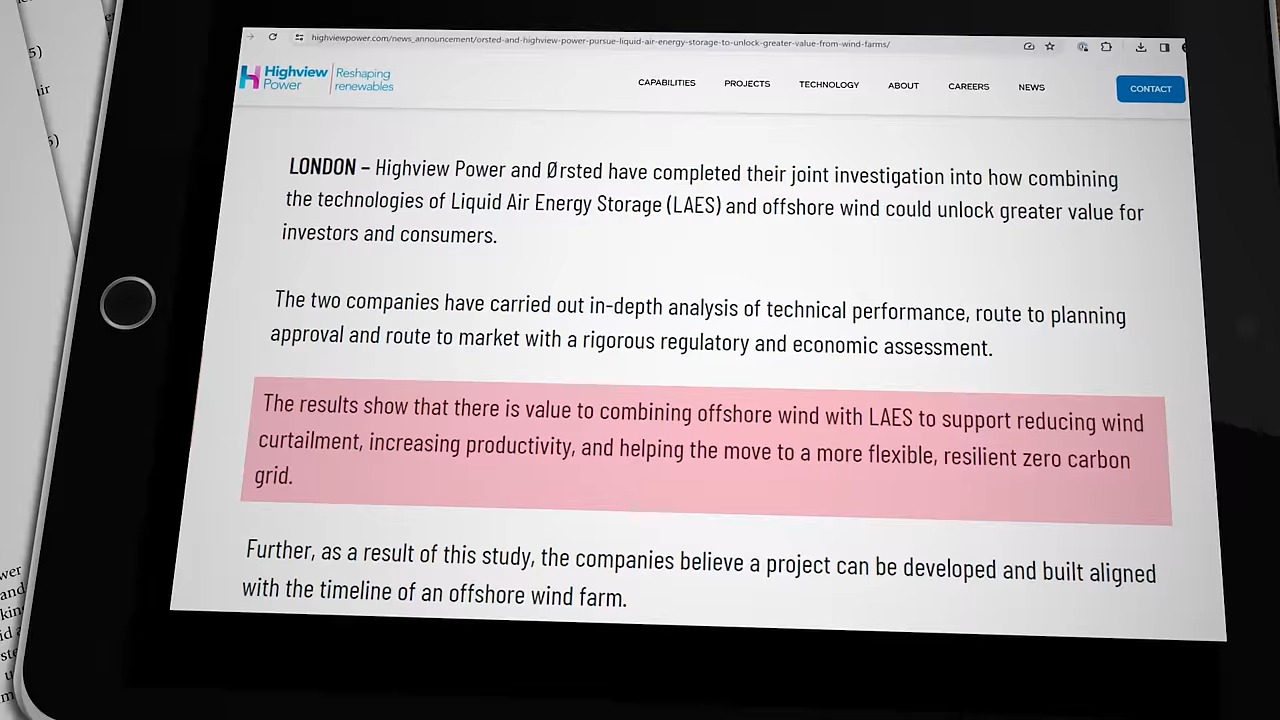 5)
ir
5)
highviewpower.com/news_announcement/orsted-and-highview-power-pursue-liquid-air-energy-storage-to-unlock-greater-value-from-wind-farms/
Highview Power
Reshaping renewables
CAPABILITIES PROJECTS TECHNOLOGY ABOUT CAREERS NEWS CONTACT
LONDON – Highview Power and Ørsted have completed their joint investigation into how combining
the technologies of Liquid Air Energy Storage (LAES) and offshore wind could unlock greater value for
investors and consumers.
The two companies have carried out in-depth analysis of technical performance, route to planning
approval and route to market with a rigorous regulatory and economic assessment.
The results show that there is value to combining offshore wind with LAES to support reducing wind
curtailment, increasing productivity, and helping the move to a more flexible, resilient zero carbon
grid.
Further, as a result of this study, the companies believe a project can be developed and built aligned
with the timeline of an offshore wind farm.
wer
and